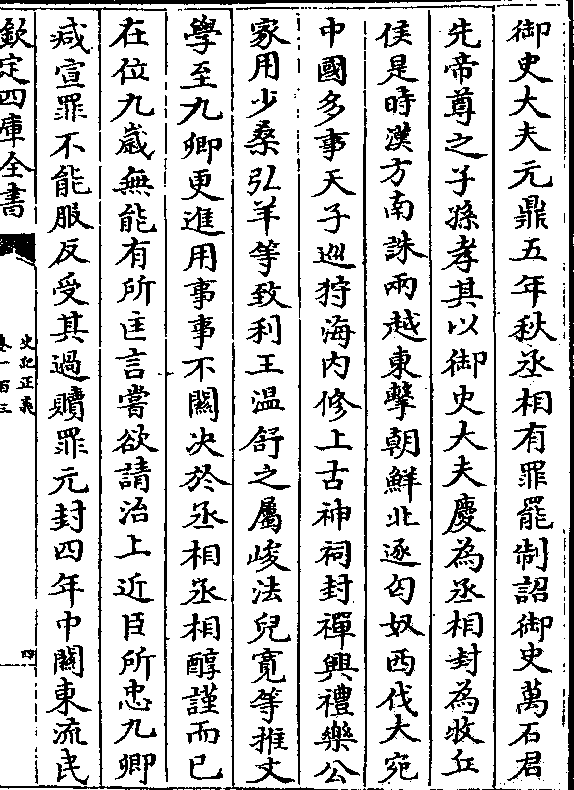 御史大夫元鼎五年秋丞相有罪罷制詔御史萬石君
先帝尊之子孫孝其以御史大夫慶為丞相封為牧丘
侯是時漢方南誅兩越東擊朝鮮北逐匈奴西伐大宛
中國多事天子巡狩海内修上古神祠封禪興禮樂公
家用少桑弘羊等致利王温舒之屬峻法兒寛等推文
學至九卿更進用事事不關决於丞相丞相醇謹而已
在位九歲無能有所匡言嘗欲請治上近臣所忠九卿
咸宣罪不能服反受其過贖罪元封四年中關東流民
欽定四庫全書
史記正義
卷一百三
四